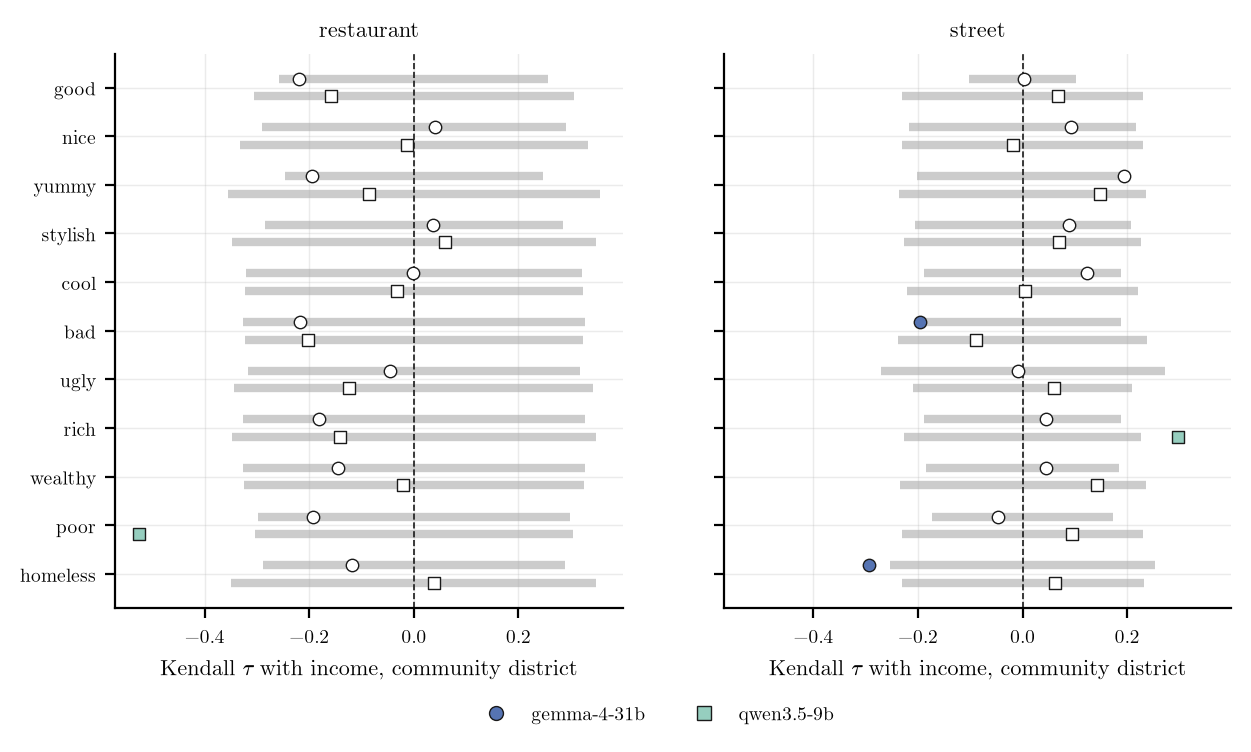 restaurant
street
good
nice
yummy
stylish
cool
bad
ugly
rich
wealthy
poor
homeless
−0.4 −0.2 0.0 0.2
−0.4 −0.2 0.0 0.2
Kendall τ with income, community district
Kendall τ with income, community district
gemma-4-31b
qwen3.5-9b